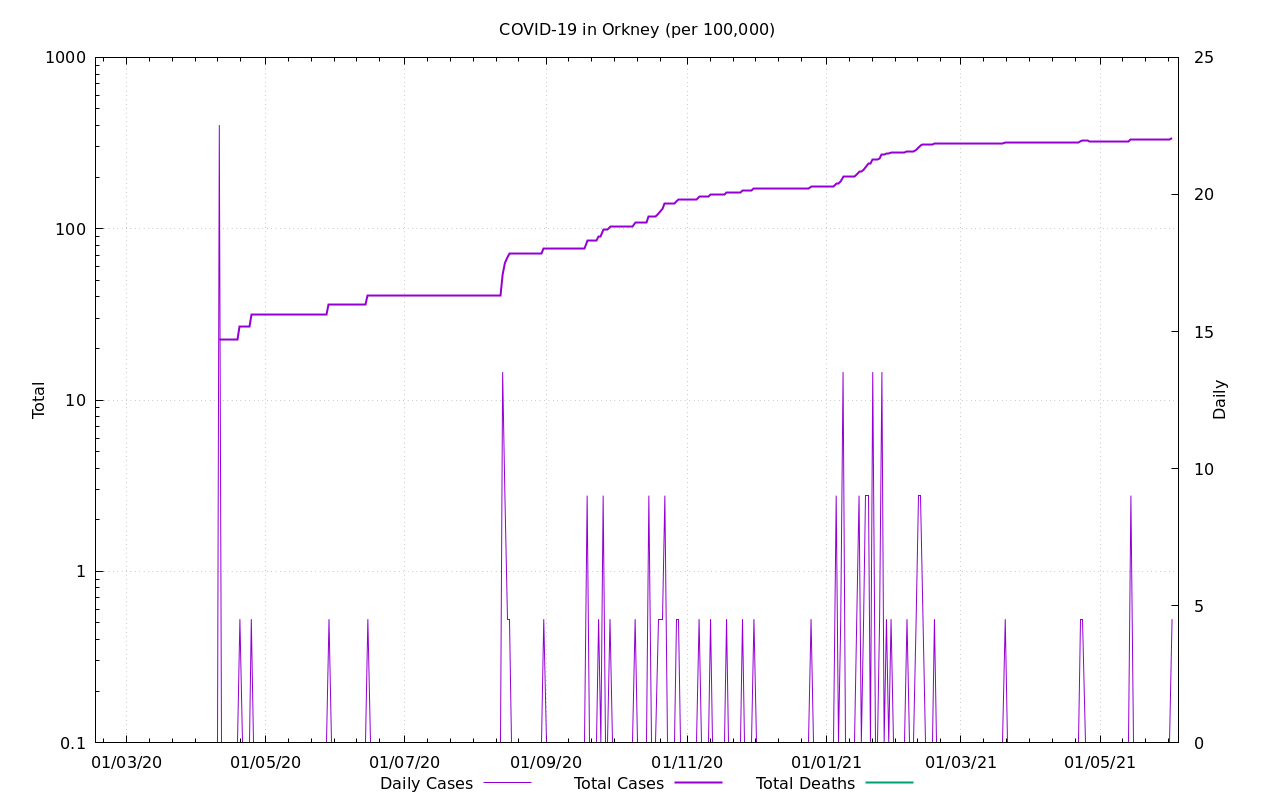 COVID-19 in Orkney (per 100,000)
1000
100
10
1
0.1
Total
25
20
15
10
5
0
Daily
01/03/20 01/05/20 01/07/20 01/09/20 01/11/20 01/01/21 01/03/21 01/05/21
Daily Cases Total Cases Total Deaths